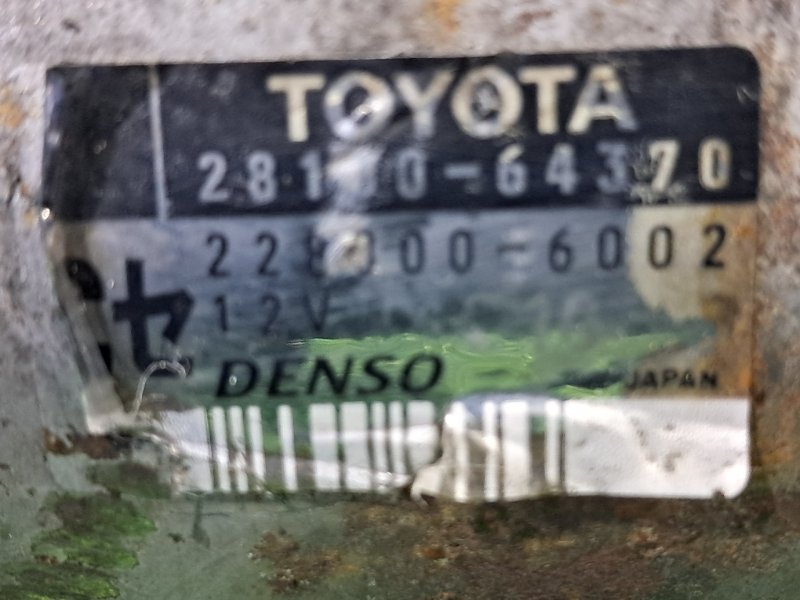 TOYOTA
28100-64370
228000-6002
12V
DENSO
JAPAN